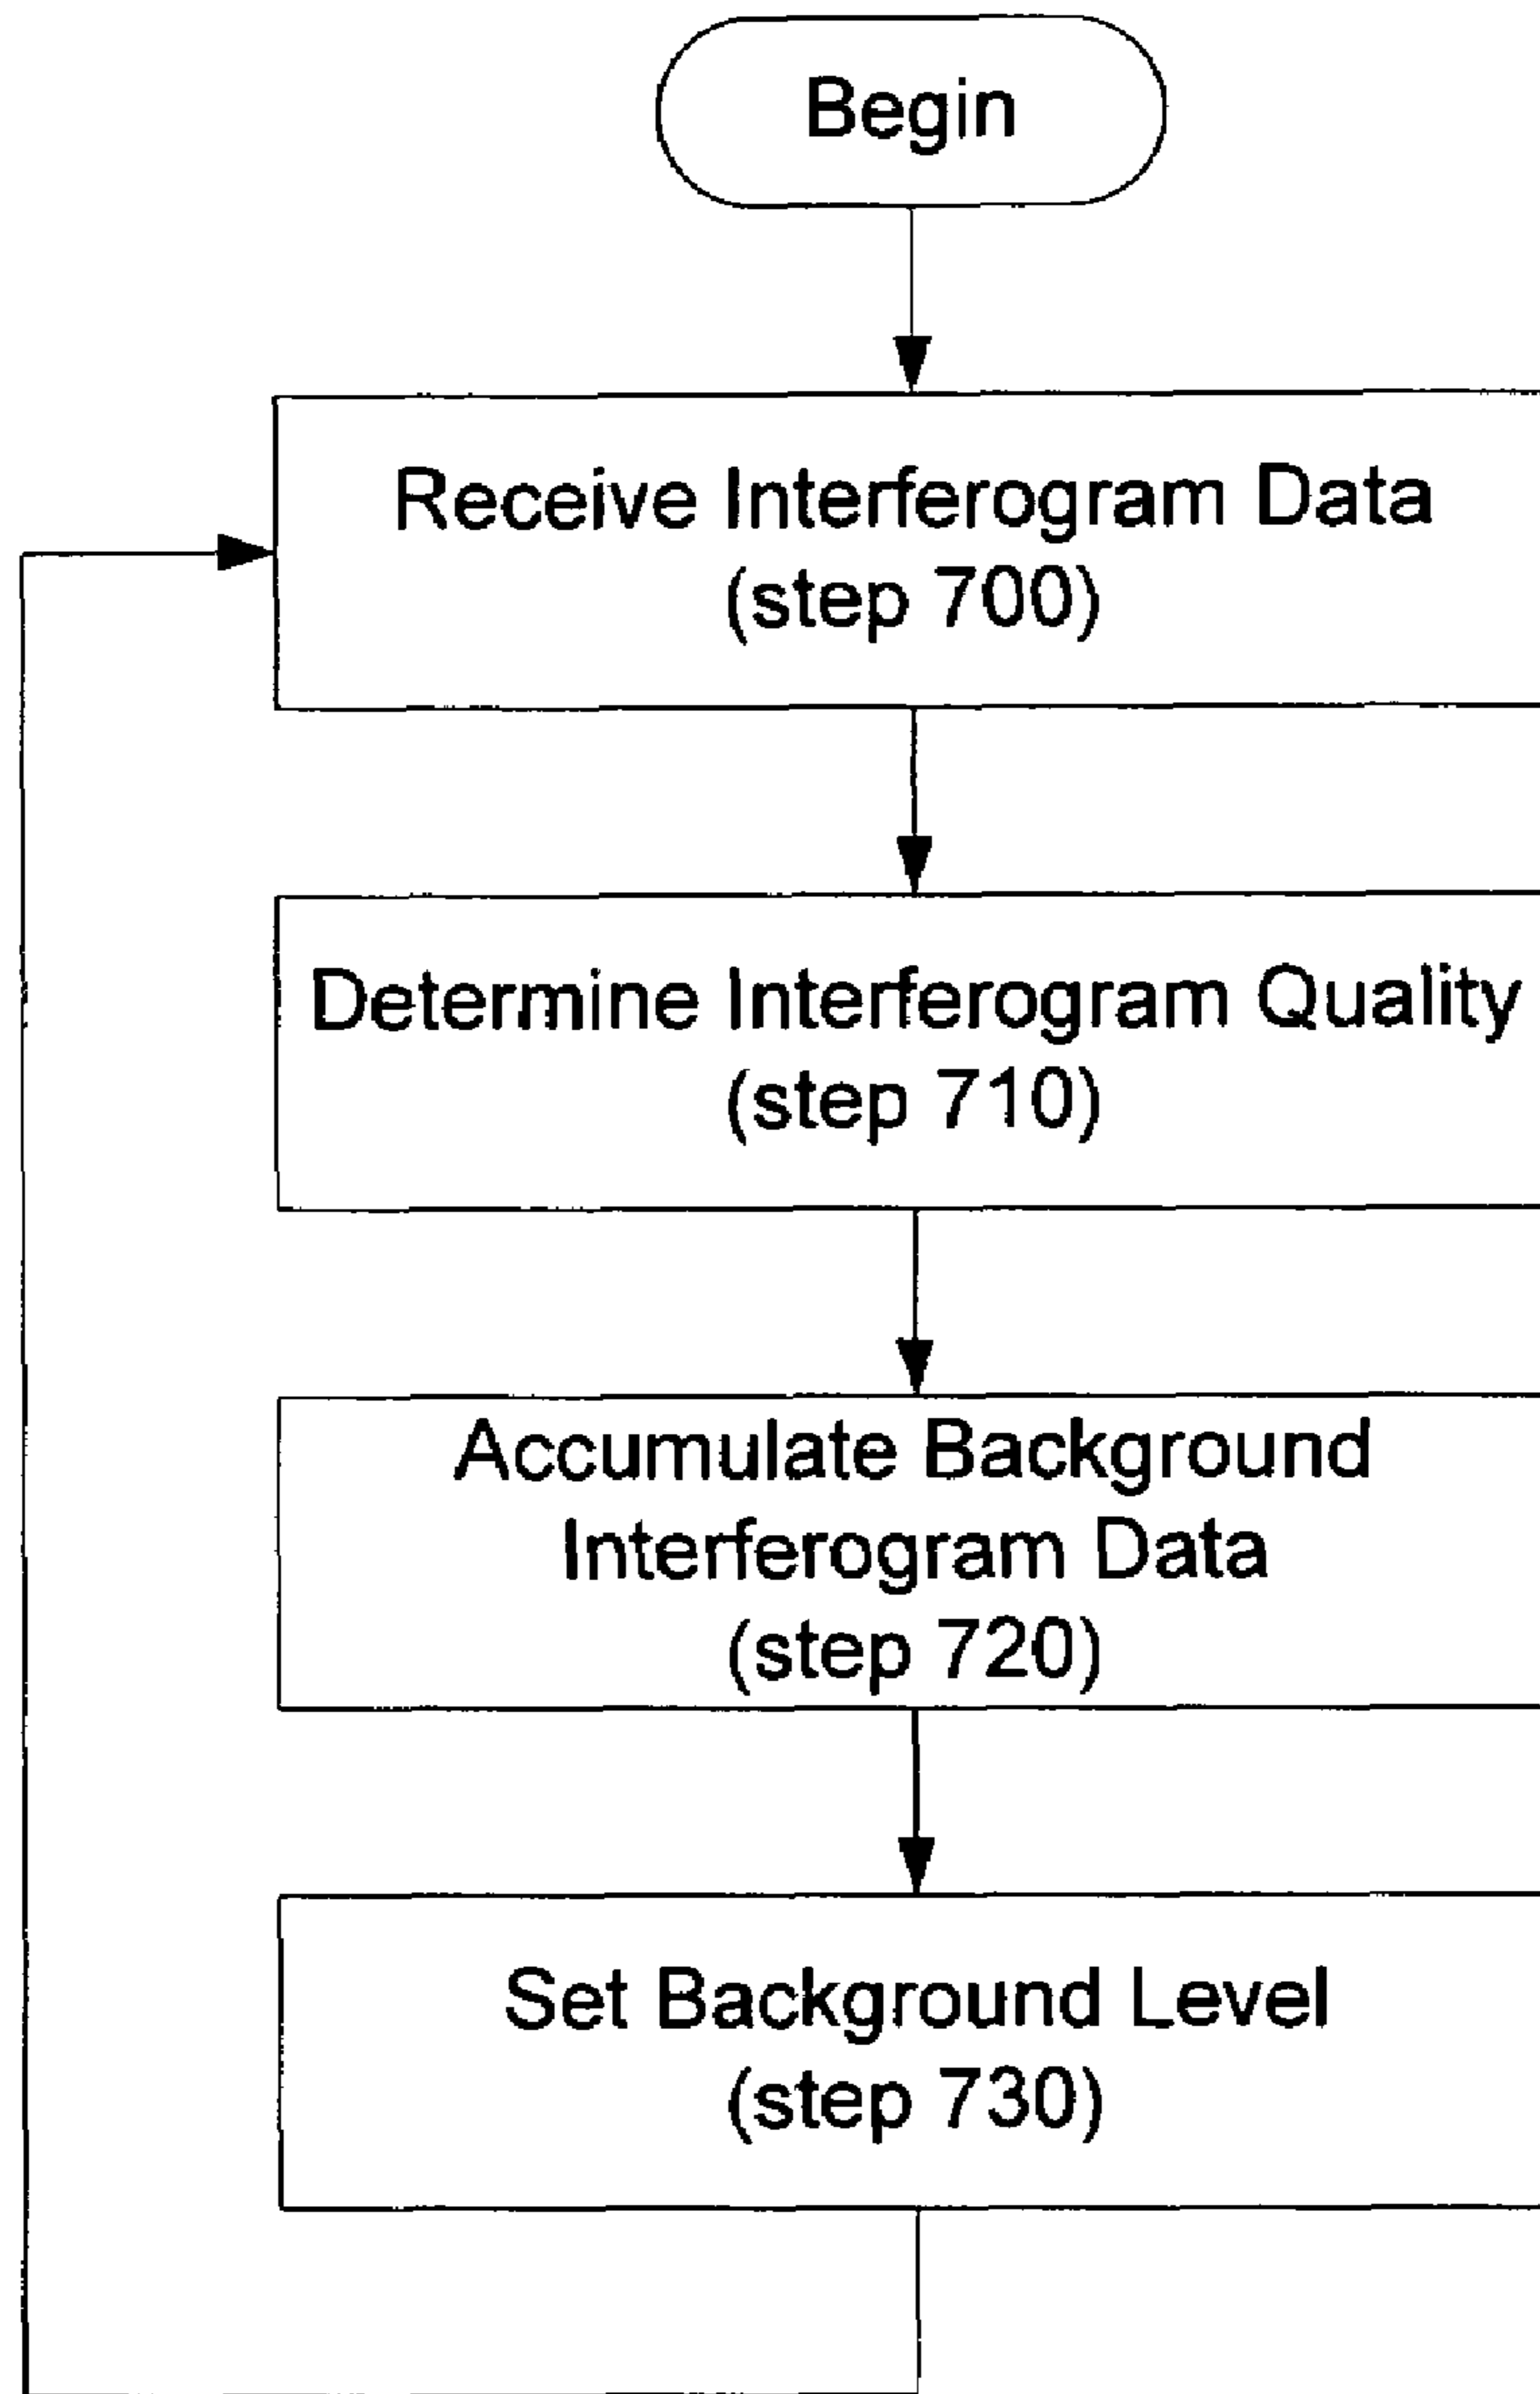 Begin
Receive Interferogram Data
(step 700)
Determine Interferogram Quality
(step 710)
Accumulate Background
Interferogram Data
(step 720)
Set Background Level
(step 730)